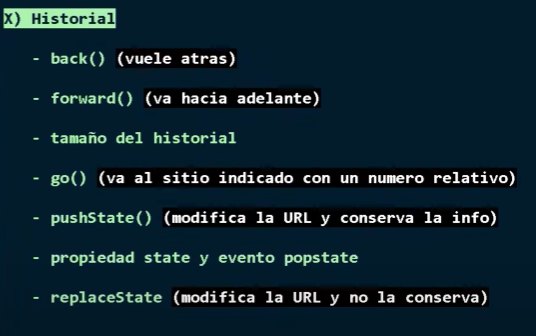 X) Historial
- back() (vuele atras)
- forward() (va hacia adelante)
- tamaño del historial
- go() (va al sitio indicado con un numero relativo)
- pushState() (modifica la URL y conserva la info)
- propiedad state y evento popstate
- replaceState (modifica la URL y no la conserva)